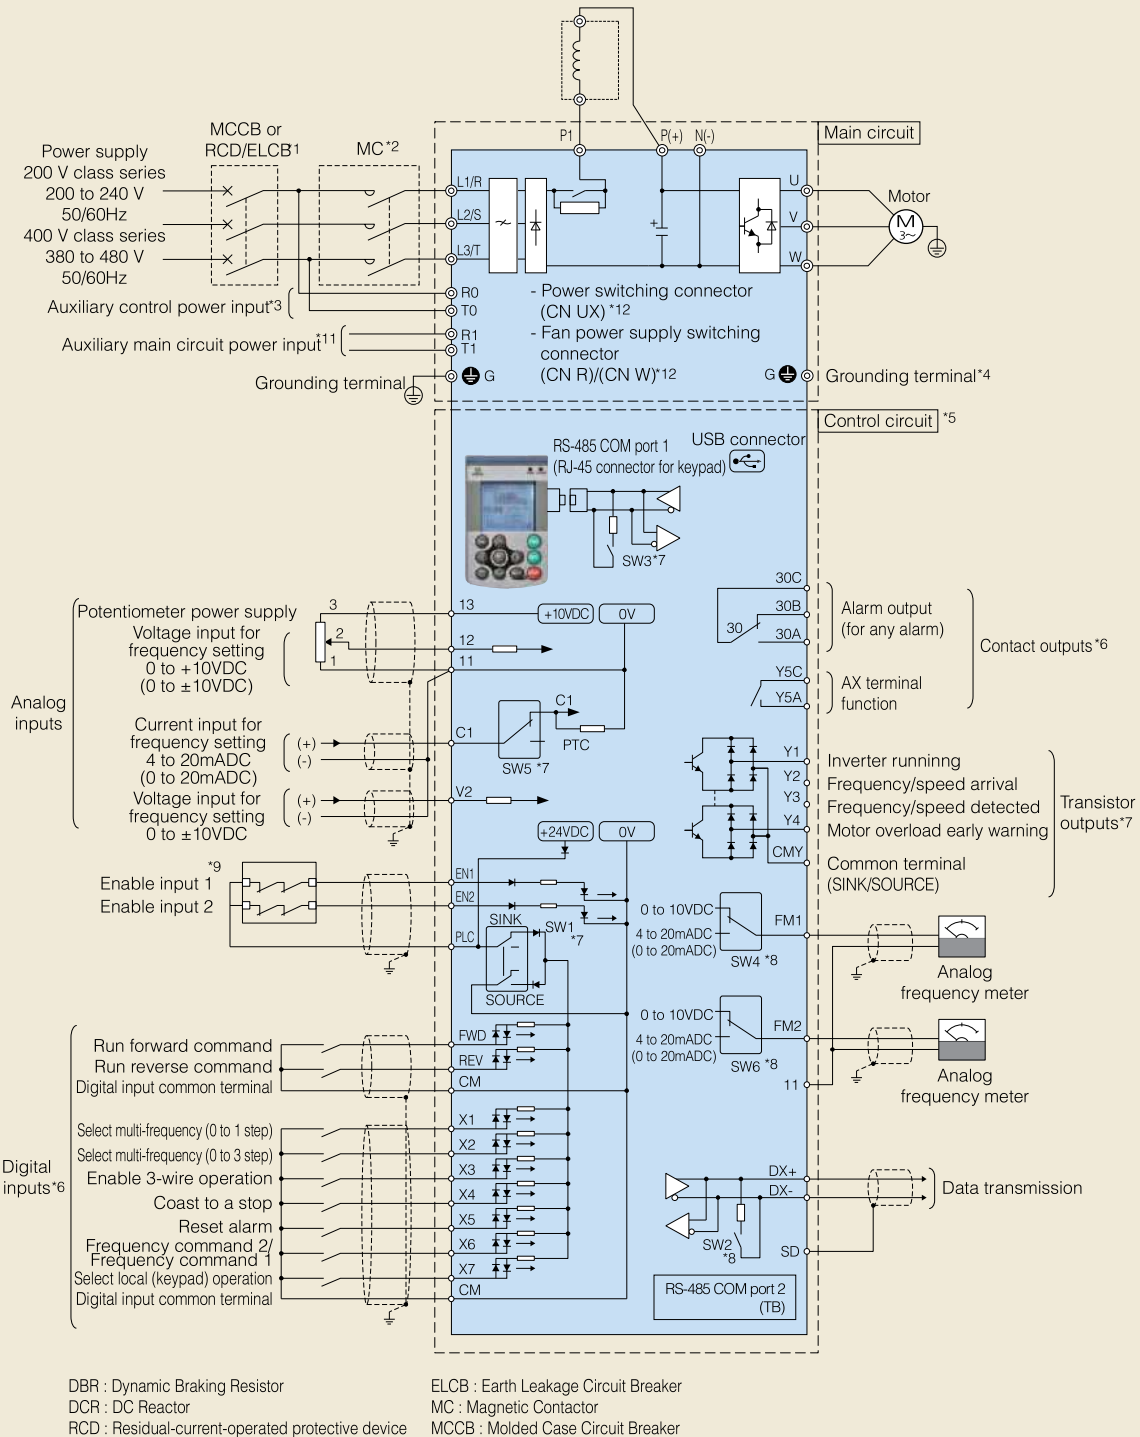 P1
P(+)
N(-)
Main circuit
MCCB or
RCD/ELCB*1
MC*2
Power supply
200 V class series
200 to 240 V
50/60Hz
400 V class series
380 to 480 V
50/60Hz
L1/R
L2/S
L3/T
U
V
W
Motor
M
3~
Auxiliary control power input*3
R0
T0
Auxiliary main circuit power input*11
R1
T1
- Power switching connector
(CN UX) *12
- Fan power supply switching
connector
(CN R)/(CN W)*12
Grounding terminal
G
G
Grounding terminal*4
Control circuit
*5
RS-485 COM port 1
(RJ-45 connector for keypad)
USB connector
SW3*7
Analog
inputs
Potentiometer power supply
Voltage input for
frequency setting
0 to +10VDC
(0 to ±10VDC)
3
2
1
13
12
11
+10VDC
0V
Current input for
frequency setting
4 to 20mADC
(0 to 20mADC)
(+)
(-)
C1
C1
PTC
SW5 *7
Voltage input for
frequency setting
0 to ±10VDC
(+)
(-)
V2
+24VDC
0V
30C
30B
30
30A
Alarm output
(for any alarm)
Contact outputs*6
Y5C
Y5A
AX terminal
function
Y1
Y2
Y3
Y4
CMY
Inverter runninng
Frequency/speed arrival
Frequency/speed detected
Motor overload early warning
Common terminal
(SINK/SOURCE)
Transistor
outputs*7
*9
Enable input 1
Enable input 2
EN1
EN2
PLC
SINK
SW1
*7
SOURCE
0 to 10VDC
4 to 20mADC
(0 to 20mADC)
SW4 *8
FM1
Analog
frequency meter
0 to 10VDC
4 to 20mADC
(0 to 20mADC)
SW6 *8
FM2
11
Analog
frequency meter
Digital
inputs*6
Run forward command
Run reverse command
Digital input common terminal
FWD
REV
CM
Select multi-frequency (0 to 1 step)
Select multi-frequency (0 to 3 step)
Enable 3-wire operation
Coast to a stop
Reset alarm
Frequency command 2/
Frequency command 1
Select local (keypad) operation
Digital input common terminal
X1
X2
X3
X4
X5
X6
X7
CM
DX+
DX-
SD
SW2
*8
Data transmission
RS-485 COM port 2
(TB)
DBR : Dynamic Braking Resistor
DCR : DC Reactor
RCD : Residual-current-operated protective device
ELCB : Earth Leakage Circuit Breaker
MC : Magnetic Contactor
MCCB : Molded Case Circuit Breaker